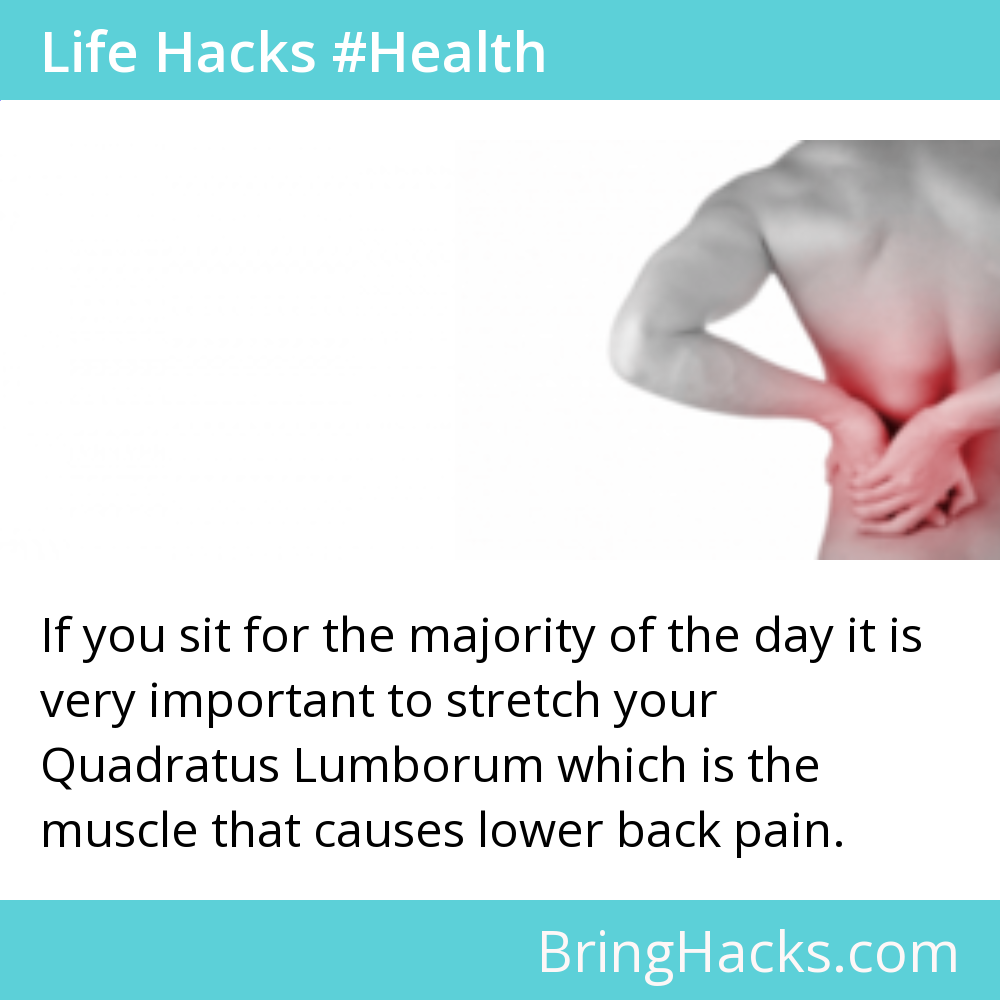 Life Hacks #Health
If you sit for the majority of the day it is
very important to stretch your
Quadratus Lumborum which is the
muscle that causes lower back pain.
BringHacks.com